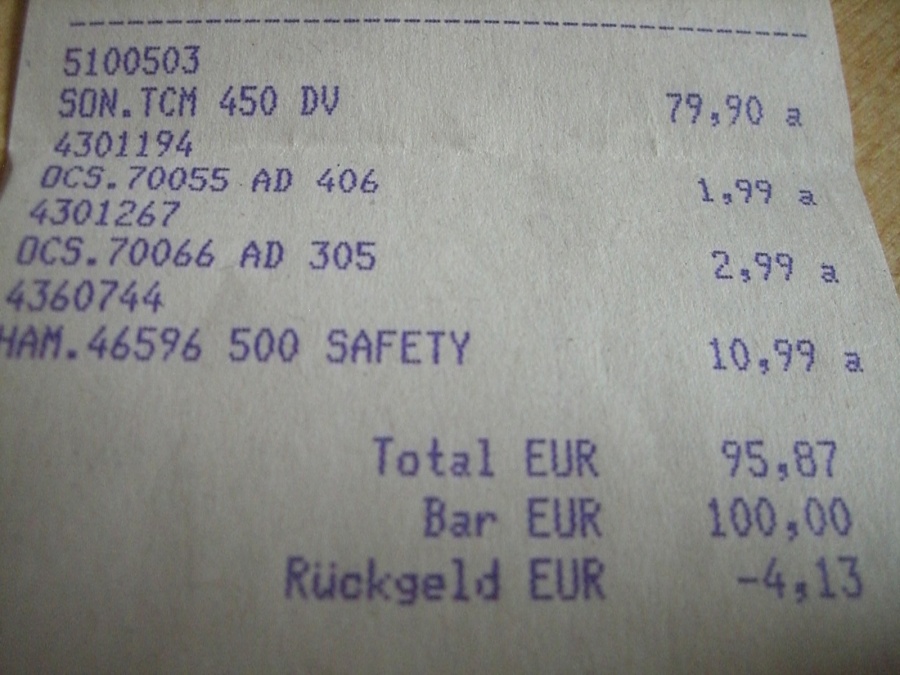 5100503
SON.TCM 450 DV 79,90 a
4301194
OCS.70055 AD 406 1,99 a
4301267
OCS.70066 AD 305 2,99 a
4360744
HAM.46596 500 SAFETY 10,99 a
Total EUR 95,87
Bar EUR 100,00
Rückgeld EUR -4,13